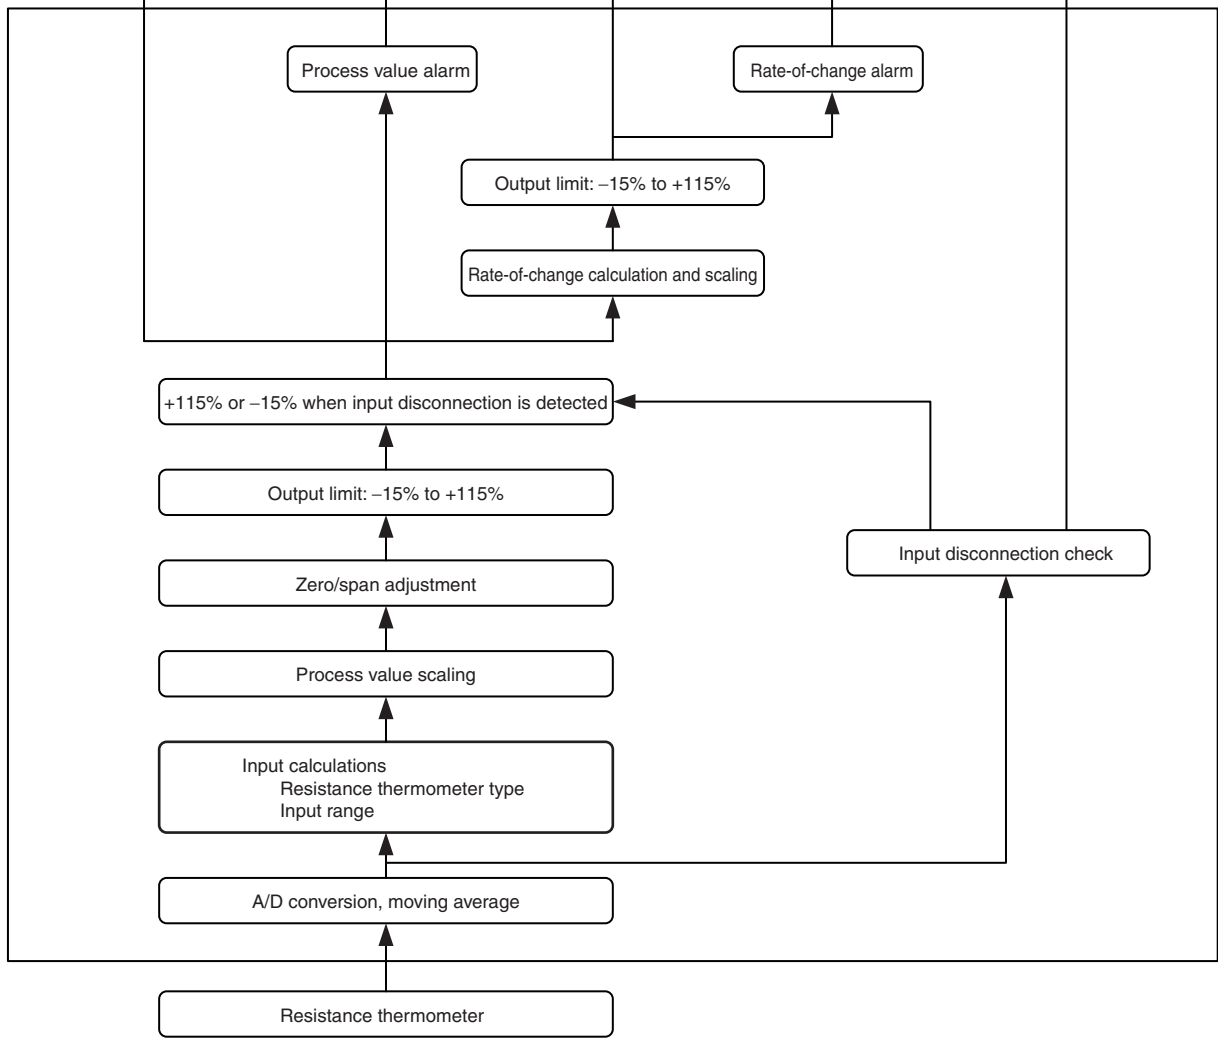 Process value alarm
Rate-of-change alarm
Output limit: −15% to +115%
Rate-of-change calculation and scaling
+115% or −15% when input disconnection is detected
Output limit: −15% to +115%
Input disconnection check
Zero/span adjustment
Process value scaling
Input calculations
Resistance thermometer type
Input range
A/D conversion, moving average
Resistance thermometer